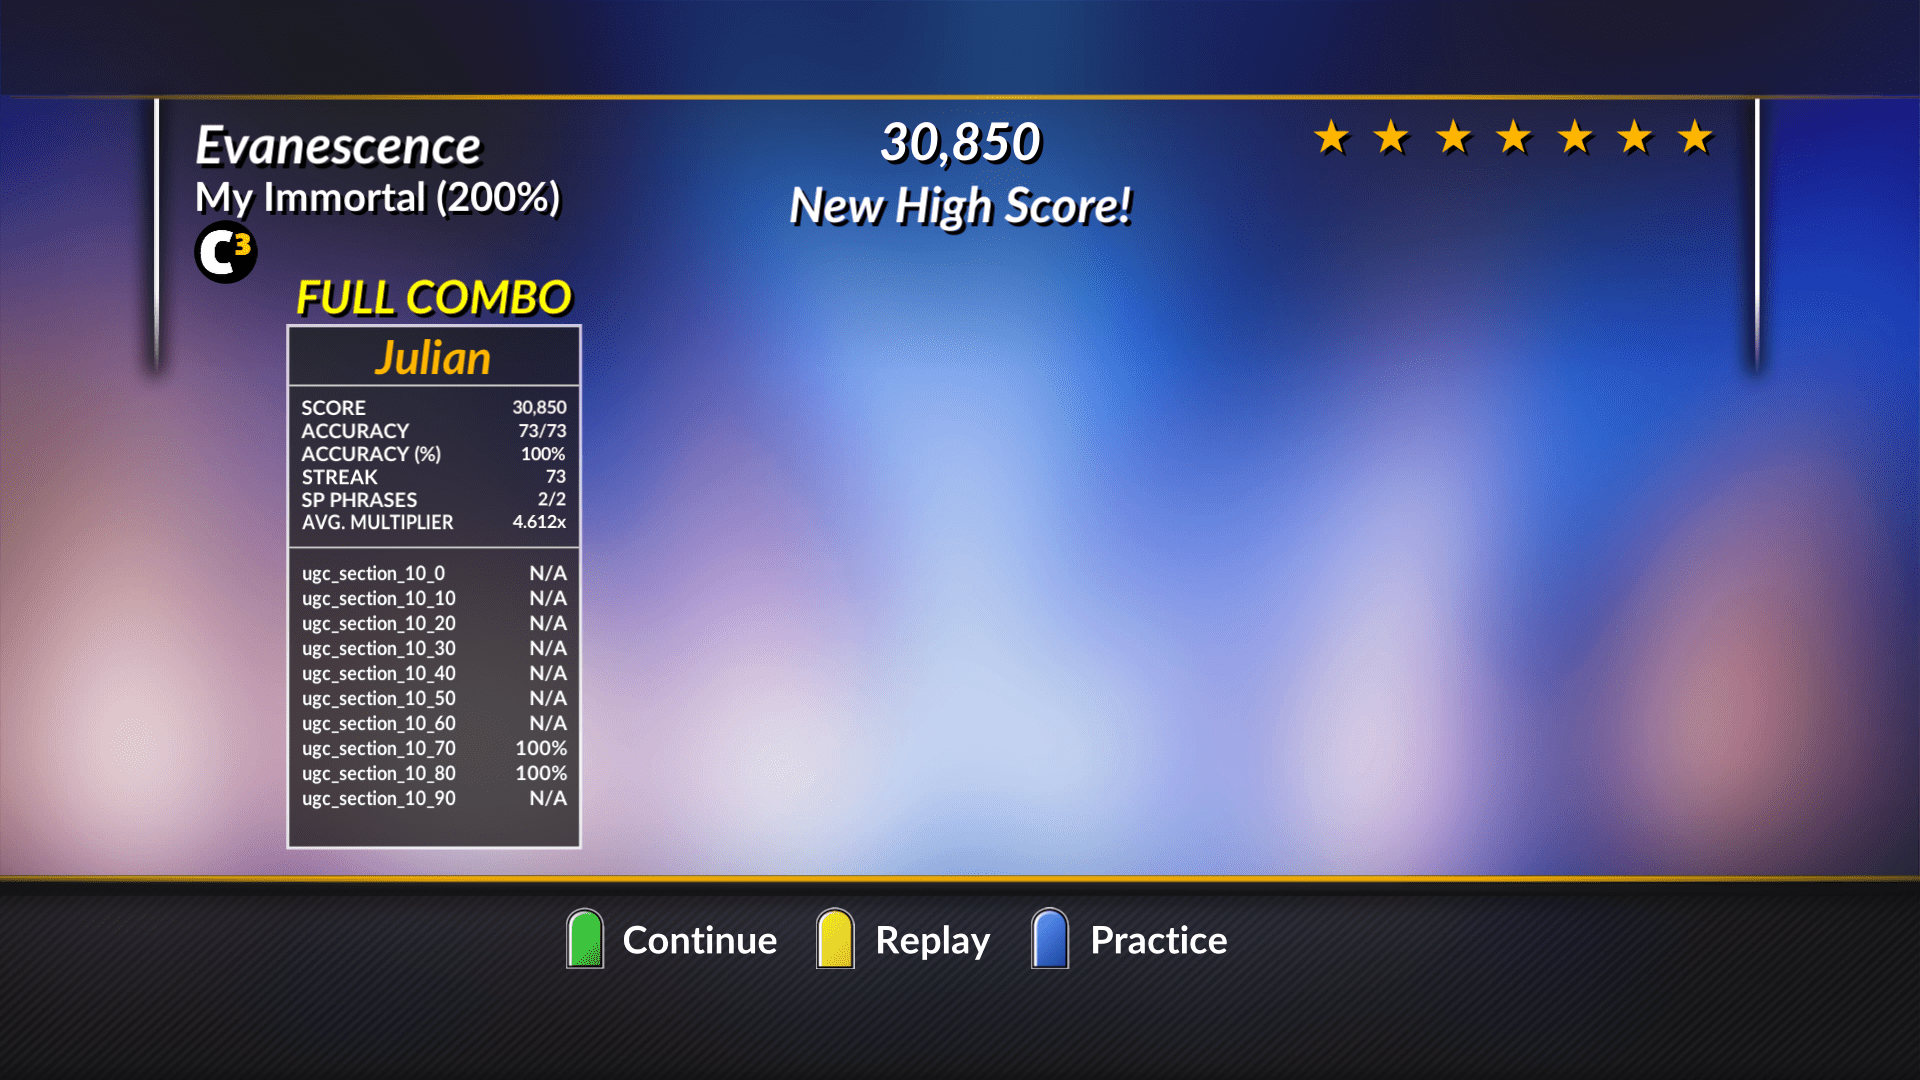 Evanescence
My Immortal (200%)
C3
30,850
New High Score!
FULL COMBO
Julian
SCORE 30,850
ACCURACY 73/73
ACCURACY (%) 100%
STREAK 73
SP PHRASES 2/2
AVG. MULTIPLIER 4.612x
ugc_section_10_0 N/A
ugc_section_10_10 N/A
ugc_section_10_20 N/A
ugc_section_10_30 N/A
ugc_section_10_40 N/A
ugc_section_10_50 N/A
ugc_section_10_60 N/A
ugc_section_10_70 100%
ugc_section_10_80 100%
ugc_section_10_90 N/A
Continue Replay Practice